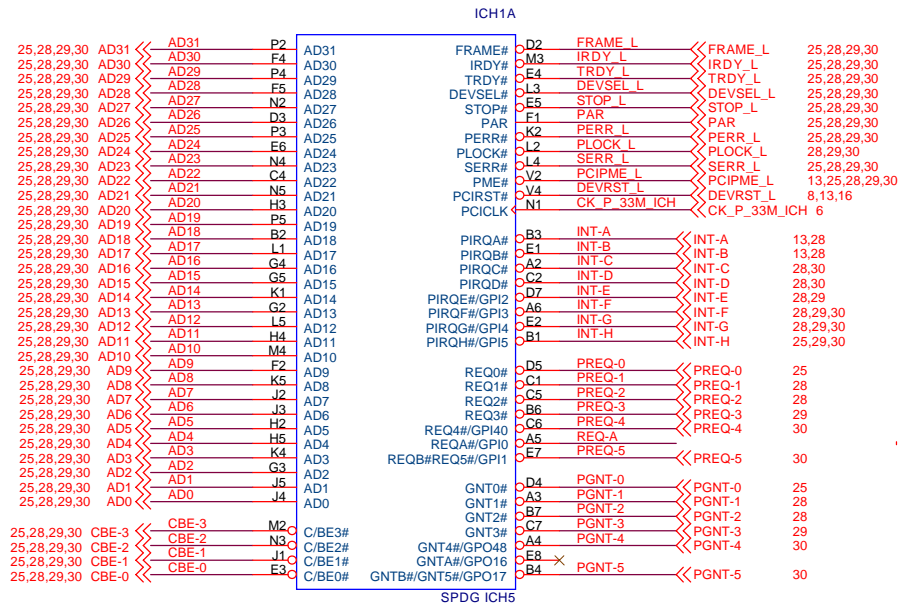 ICH1A
25,28,29,30 AD31 AD31 P2 AD31 FRAME# D2 FRAME_L FRAME_L 25,28,29,30
25,28,29,30 AD30 AD30 F4 AD30 IRDY# M3 IRDY_L IRDY_L 25,28,29,30
25,28,29,30 AD29 AD29 P4 AD29 TRDY# E4 TRDY_L TRDY_L 25,28,29,30
25,28,29,30 AD28 AD28 F5 AD28 DEVSEL# L3 DEVSEL_L DEVSEL_L 25,28,29,30
25,28,29,30 AD27 AD27 N2 AD27 STOP# E5 STOP_L STOP_L 25,28,29,30
25,28,29,30 AD26 AD26 D3 AD26 PAR F1 PAR PAR 25,28,29,30
25,28,29,30 AD25 AD25 P3 AD25 PERR# K2 PERR_L PERR_L 25,28,29,30
25,28,29,30 AD24 AD24 E6 AD24 PLOCK# L2 PLOCK_L PLOCK_L 28,29,30
25,28,29,30 AD23 AD23 N4 AD23 SERR# L4 SERR_L SERR_L 25,28,29,30
25,28,29,30 AD22 AD22 C4 AD22 PME# V2 PCIPME_L PCIPME_L 13,25,28,29,30
25,28,29,30 AD21 AD21 N5 AD21 PCIRST# V4 DEVRST_L DEVRST_L 8,13,16
25,28,29,30 AD20 AD20 H3 AD20 PCICLK N1 CK_P_33M_ICH CK_P_33M_ICH 6
25,28,29,30 AD19 AD19 P5 AD19
25,28,29,30 AD18 AD18 B2 AD18 PIRQA# B3 INT-A INT-A 13,28
25,28,29,30 AD17 AD17 L1 AD17 PIRQB# E1 INT-B INT-B 13,28
25,28,29,30 AD16 AD16 G4 AD16 PIRQC# A2 INT-C INT-C 28,30
25,28,29,30 AD15 AD15 G5 AD15 PIRQD# C2 INT-D INT-D 28,30
25,28,29,30 AD14 AD14 K1 AD14 PIRQE#/GPI2 D7 INT-E INT-E 28,29
25,28,29,30 AD13 AD13 G2 AD13 PIRQF#/GPI3 A6 INT-F INT-F 28,29,30
25,28,29,30 AD12 AD12 L5 AD12 PIRQG#/GPI4 E2 INT-G INT-G 28,29,30
25,28,29,30 AD11 AD11 H4 AD11 PIRQH#/GPI5 B1 INT-H INT-H 25,29,30
25,28,29,30 AD10 AD10 M4 AD10
25,28,29,30 AD9 AD9 F2 AD9 REQ0# D5 PREQ-0 PREQ-0 25
25,28,29,30 AD8 AD8 K5 AD8 REQ1# C1 PREQ-1 PREQ-1 28
25,28,29,30 AD7 AD7 J2 AD7 REQ2# C5 PREQ-2 PREQ-2 28
25,28,29,30 AD6 AD6 J3 AD6 REQ3# B6 PREQ-3 PREQ-3 29
25,28,29,30 AD5 AD5 H2 AD5 REQ4#/GPI40 C6 PREQ-4 PREQ-4 30
25,28,29,30 AD4 AD4 H5 AD4 REQA#/GPI0 A5 REQ-A
25,28,29,30 AD3 AD3 K4 AD3 REQB#REQ5#/GPI1 E7 PREQ-5 PREQ-5 30
25,28,29,30 AD2 AD2 G3 AD2
25,28,29,30 AD1 AD1 J5 AD1 GNT0# D4 PGNT-0 PGNT-0 25
25,28,29,30 AD0 AD0 J4 AD0 GNT1# A3 PGNT-1 PGNT-1 28
GNT2# B7 PGNT-2 PGNT-2 28
25,28,29,30 CBE-3 CBE-3 M2 C/BE3# GNT3# C7 PGNT-3 PGNT-3 29
25,28,29,30 CBE-2 CBE-2 N3 C/BE2# GNT4#/GPO48 A4 PGNT-4 PGNT-4 30
25,28,29,30 CBE-1 CBE-1 J1 C/BE1# GNTA#/GPO16 E8
25,28,29,30 CBE-0 CBE-0 E3 C/BE0# GNTB#/GNT5#/GPO17 B4 PGNT-5 PGNT-5 30
SPDG ICH5